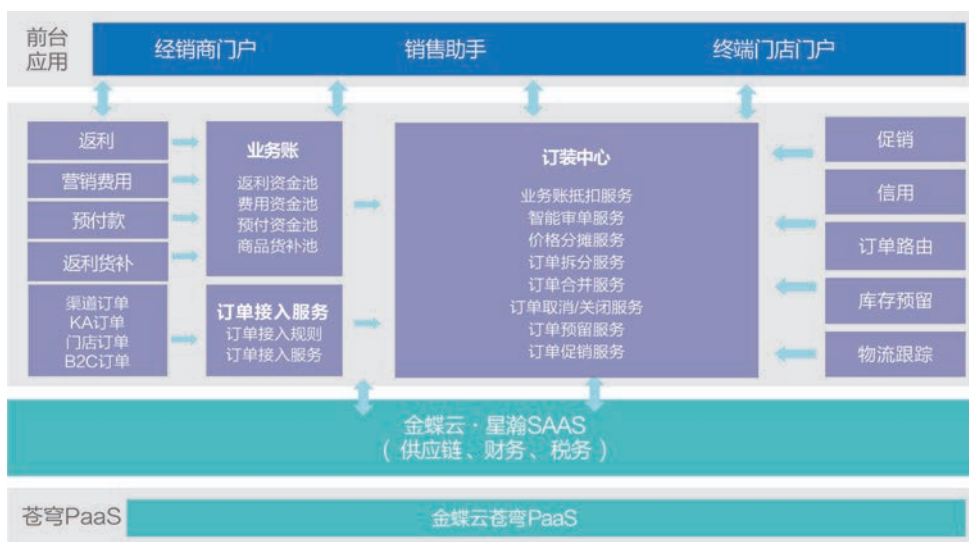 前台
应用
经销商门户
销售助手
终端门店门户
返利
营销费用
预付款
返利货补
渠道订单
KA订单
门店订单
B2C订单
业务账
返利资金池
费用资金池
预付资金池
商品货补池
订单接入服务
订单接入规则
订单接入服务
订装中心
业务账抵扣服务
智能审单服务
价格分摊服务
订单拆分服务
订单合并服务
订单取消/关闭服务
订单预留服务
订单促销服务
促销
信用
订单路由
库存预留
物流跟踪
金蝶云·星瀚SAAS
（供应链、财务、税务）
苍穹PaaS
金蝶云苍穹PaaS